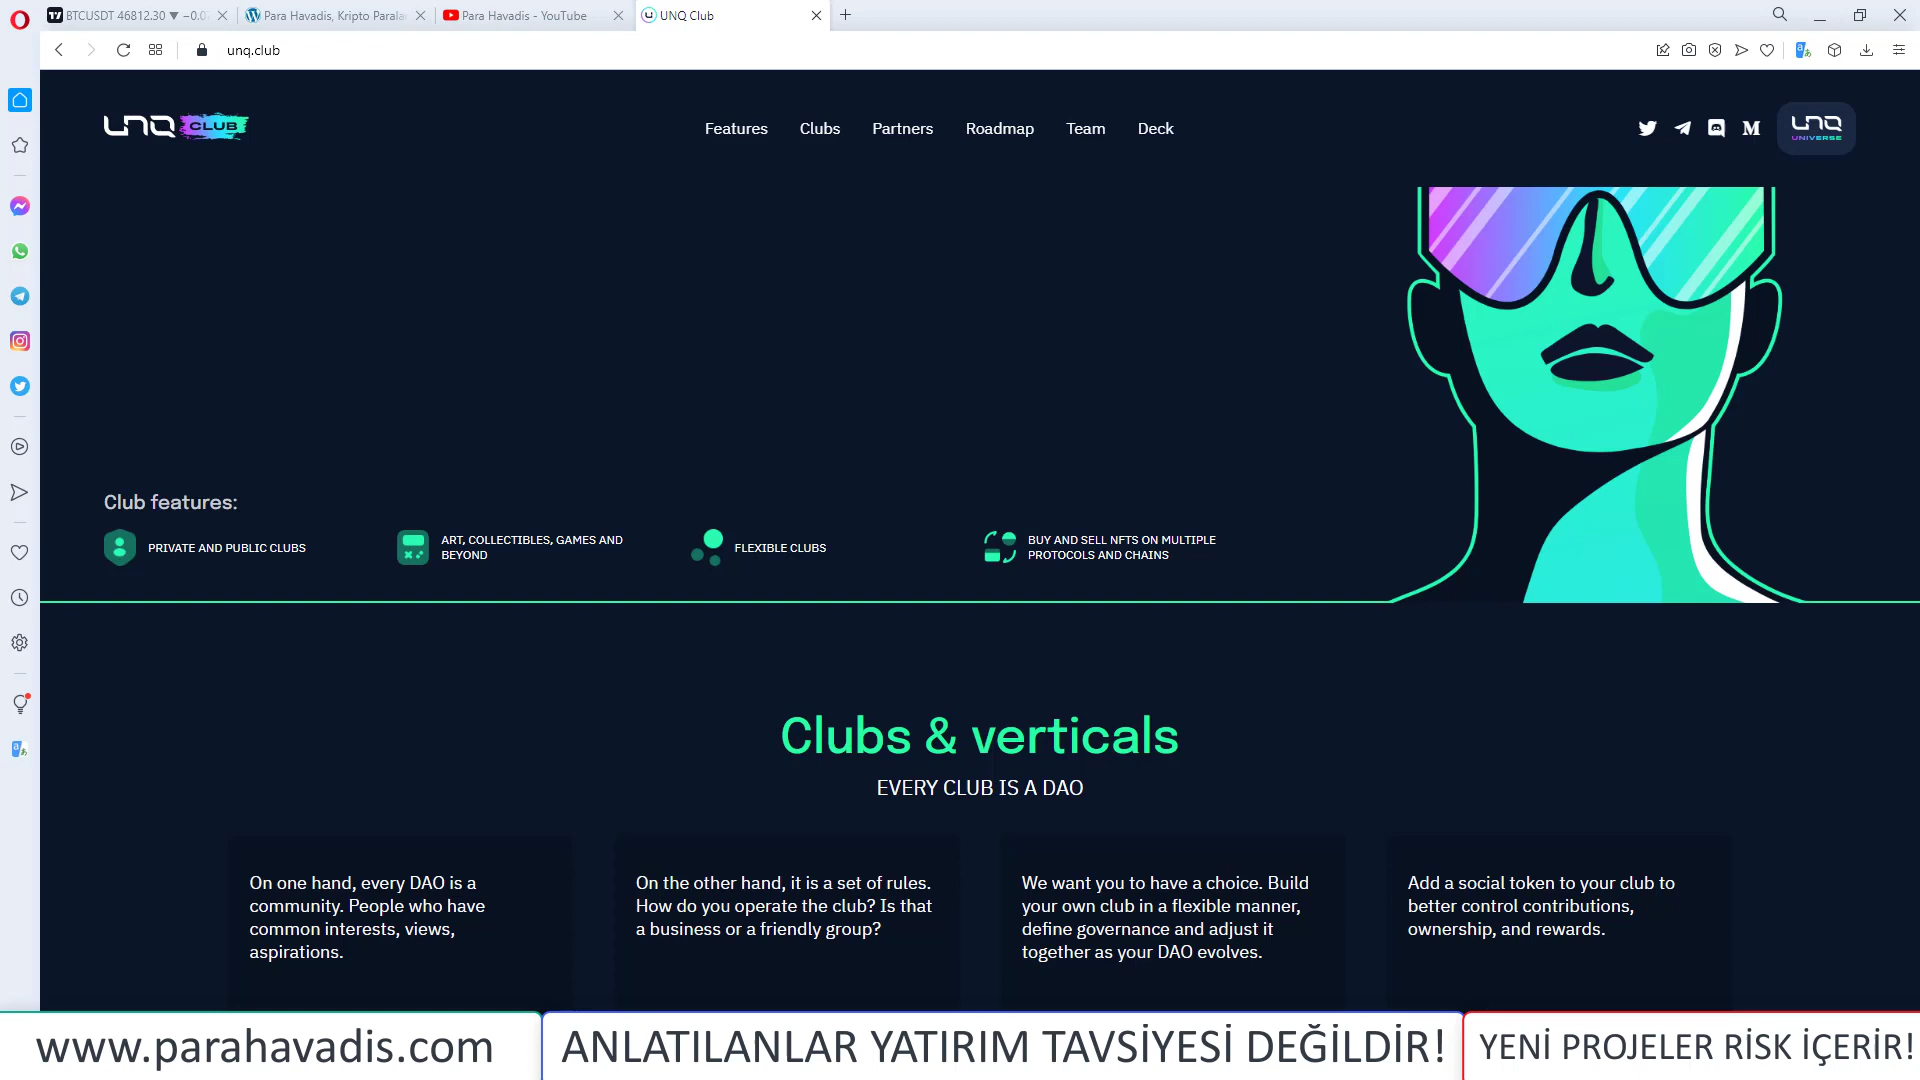 BTCUSDT 46812.30 ▼ −0.0
Para Havadis, Kripto Parala
Para Havadis - YouTube
UNQ Club
unq.club
UNQ CLUB
Features
Clubs
Partners
Roadmap
Team
Deck
UNQ
UNIVERSE
Club features:
PRIVATE AND PUBLIC CLUBS
ART, COLLECTIBLES, GAMES AND
BEYOND
FLEXIBLE CLUBS
BUY AND SELL NFTS ON MULTIPLE
PROTOCOLS AND CHAINS
Clubs & verticals
EVERY CLUB IS A DAO
On one hand, every DAO is a
community. People who have
common interests, views,
aspirations.
On the other hand, it is a set of rules.
How do you operate the club? Is that
a business or a friendly group?
We want you to have a choice. Build
your own club in a flexible manner,
define governance and adjust it
together as your DAO evolves.
Add a social token to your club to
better control contributions,
ownership, and rewards.
www.parahavadis.com
ANLATILANLAR YATIRIM TAVSİYESİ DEĞİLDİR!
YENİ PROJELER RİSK İÇERİR!